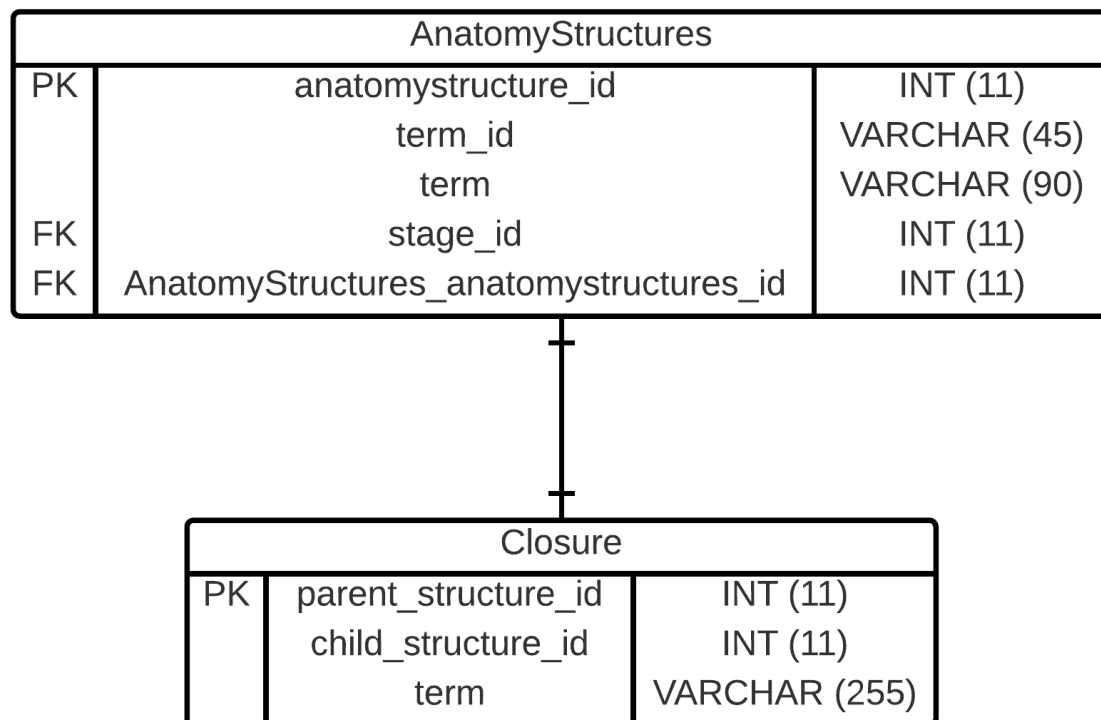 AnatomyStructures
PK anatomystructure_id INT (11)
term_id VARCHAR (45)
term VARCHAR (90)
FK stage_id INT (11)
FK AnatomyStructures_anatomystructures_id INT (11)
Closure
PK parent_structure_id INT (11)
child_structure_id INT (11)
term VARCHAR (255)